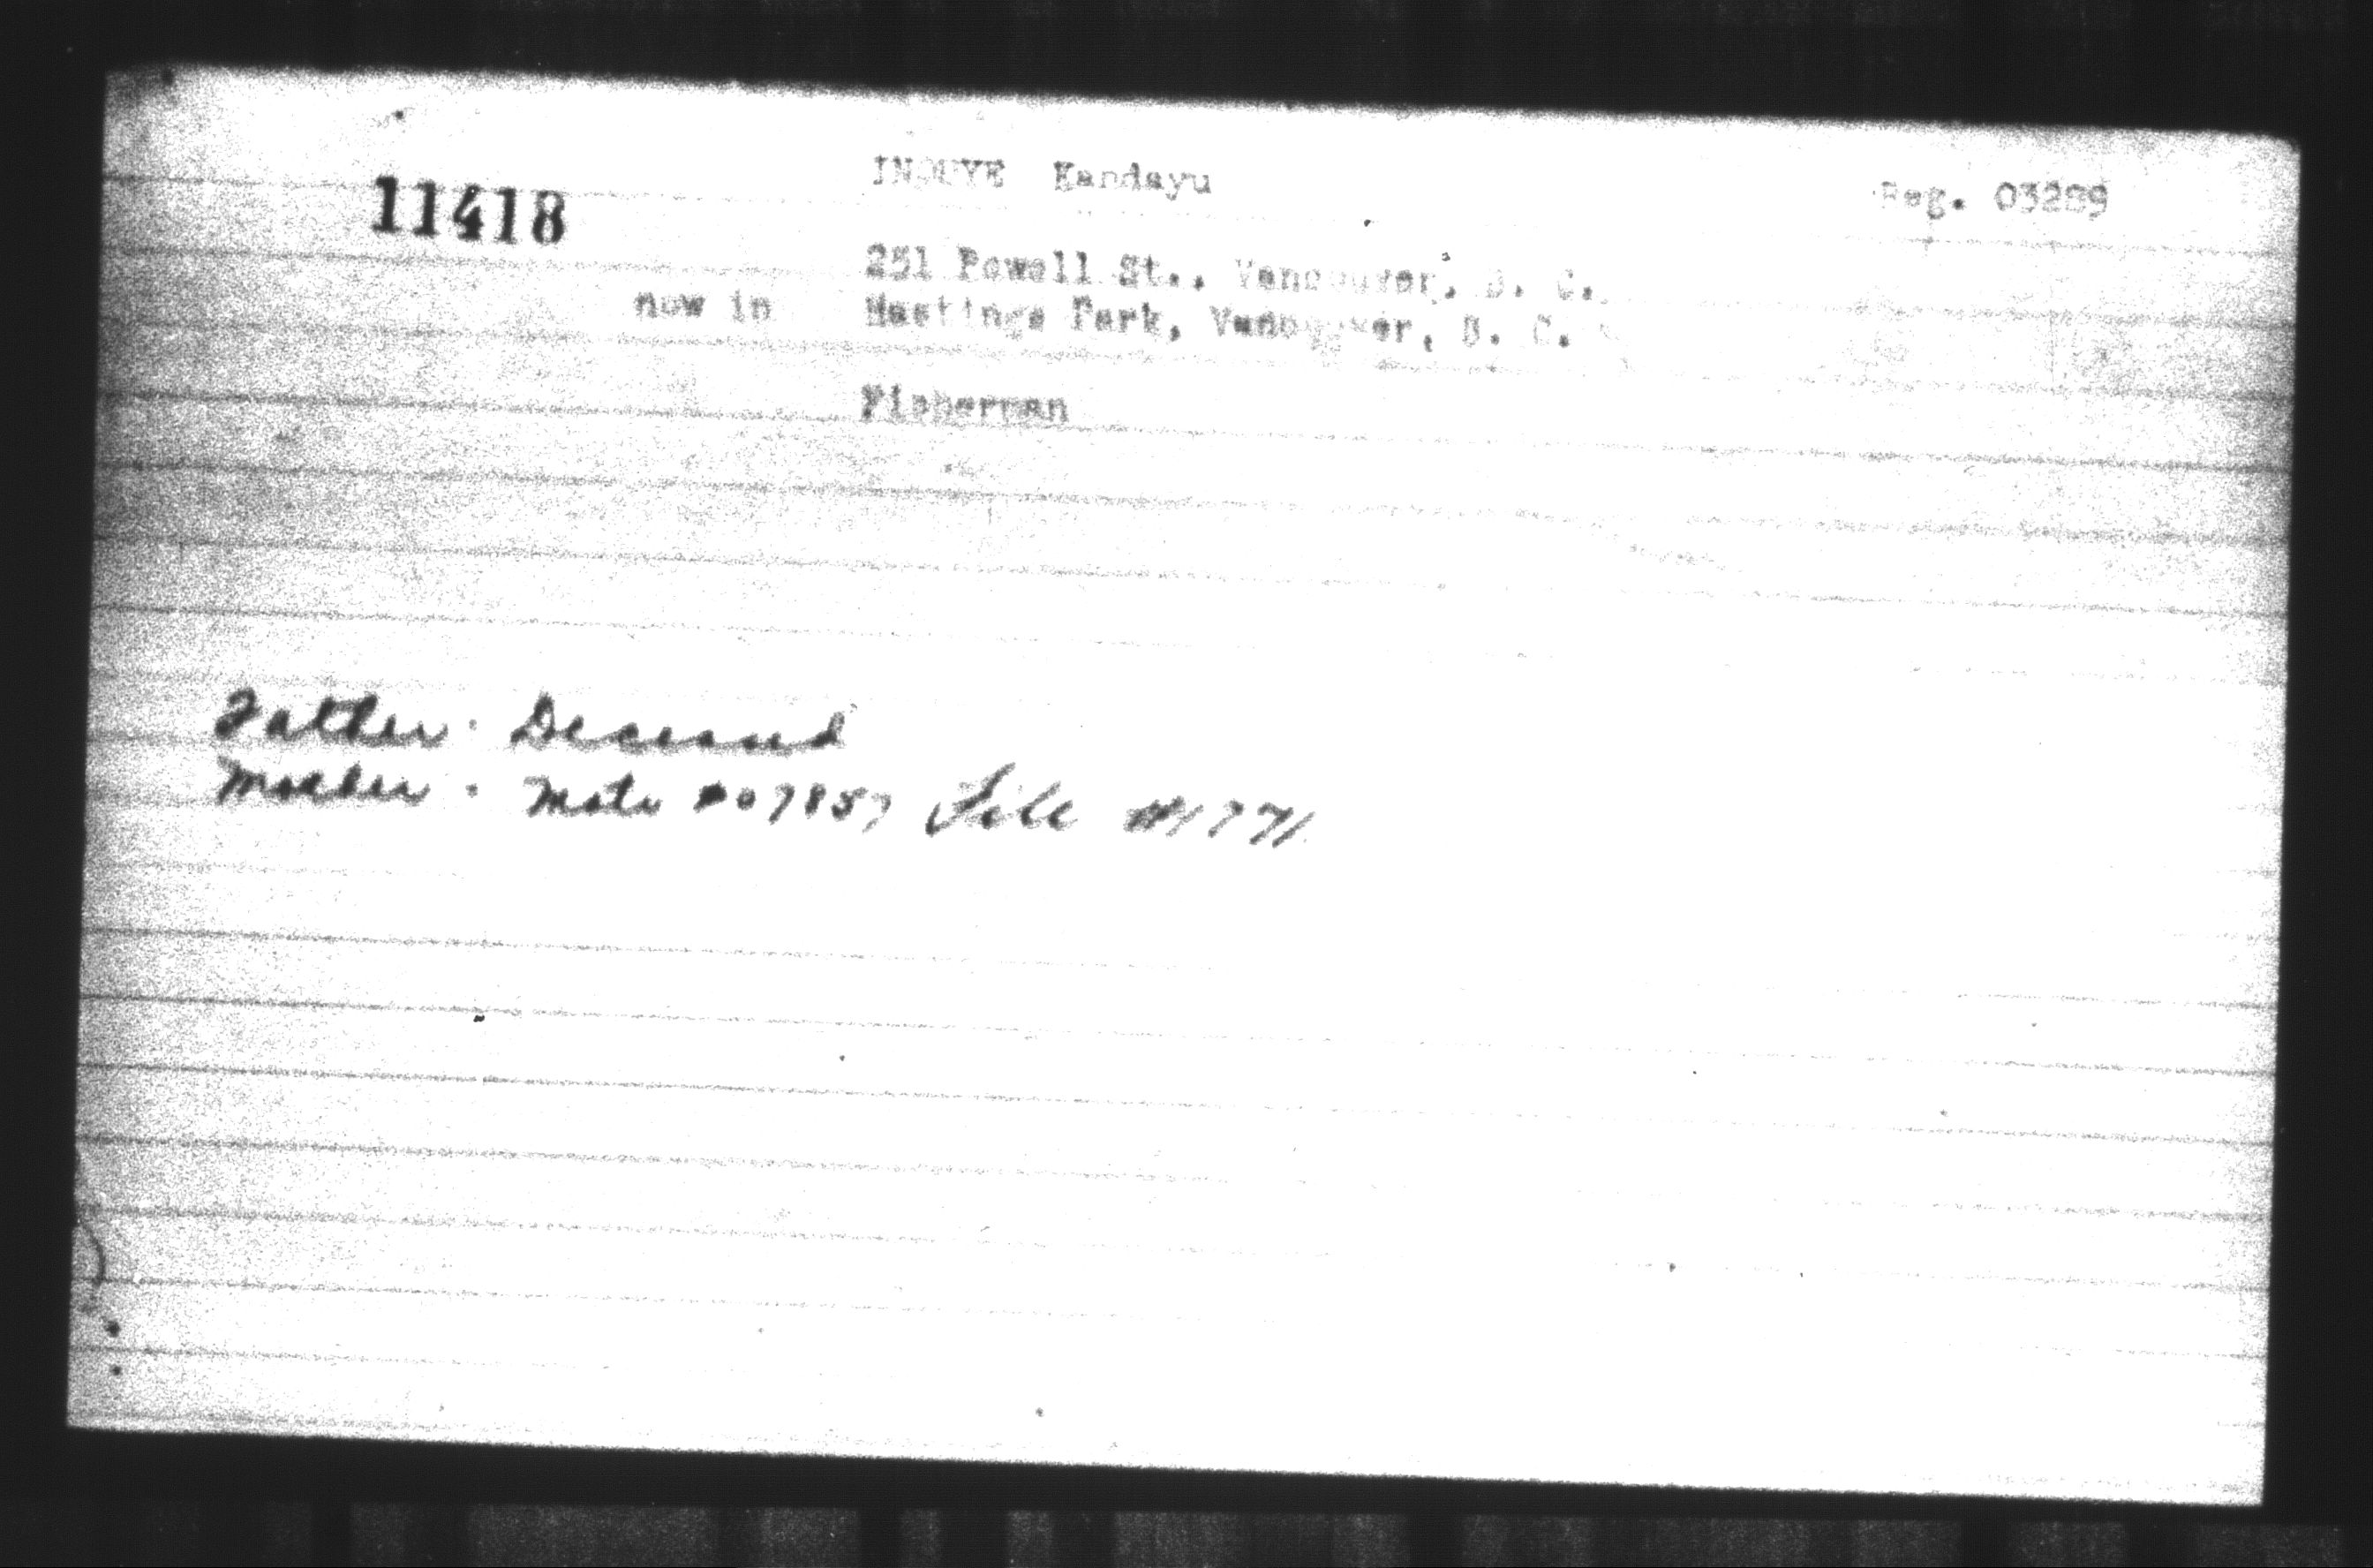 11418
INOUYE Kandayu
Reg. 03289
251 Powell St., Vancouver, B. C.
now in Hastings Park, Vancouver, B. C.
Fisherman
Father · Deceased
Mother · Moto #07857 File #1771